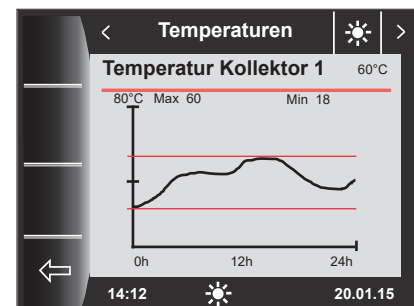 < Temperaturen >
Temperatur Kollektor 1 60°C
80°C Max 60 Min 18
0h 12h 24h
14:12 20.01.15